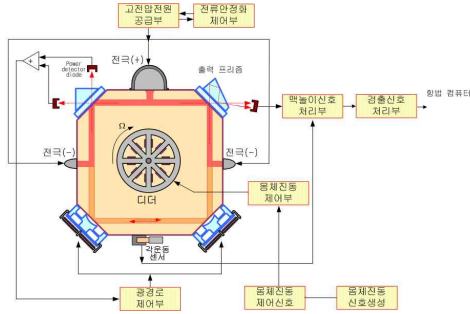 고전압전원
공급부
전류안정화
제어부
Power
detector
diode
전극(+)
출력 프리즘
맥놀이신호
처리부
검출신호
처리부
항법 컴퓨터
Ω
전극(-)
전극(-)
디더
몸체진동
제어부
각운동
센서
광경로
제어부
몸체진동
제어신호
몸체진동
신호생성